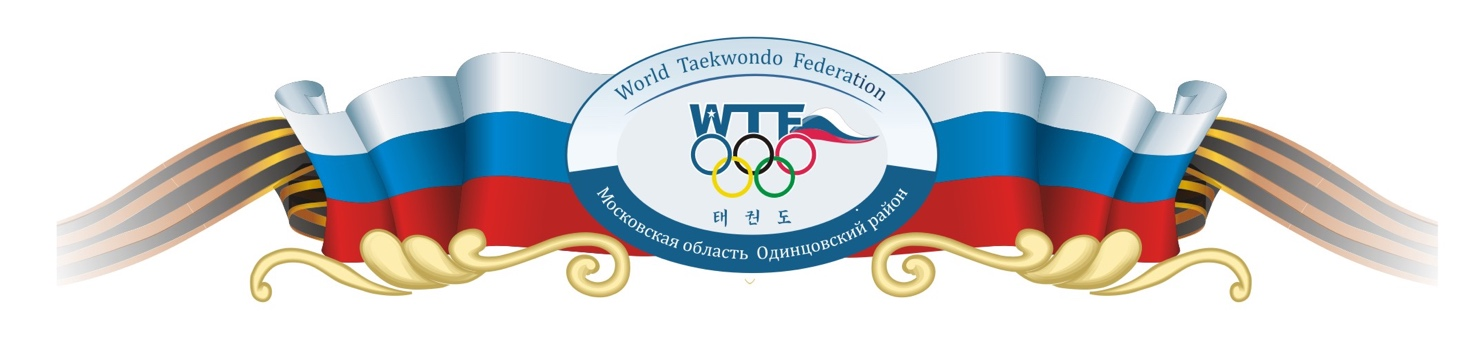 World Taekwondo Federation
WTF
태 권 도
Московская область Одинцовский район